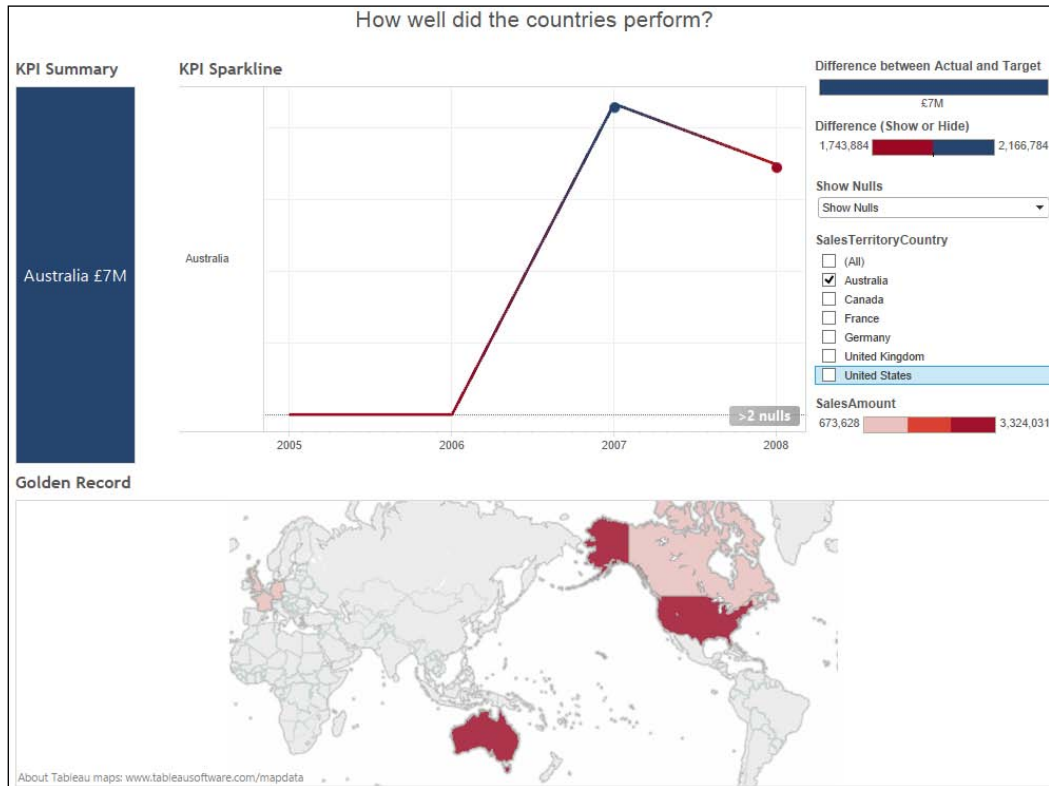 How well did the countries perform?
KPI Summary
Australia £7M
KPI Sparkline
Australia
>2 nulls
2005
2006
2007
2008
Difference between Actual and Target
£7M
Difference (Show or Hide)
1,743,884
2,166,784
Show Nulls
Show Nulls
SalesTerritoryCountry
(All)
Australia
Canada
France
Germany
United Kingdom
United States
SalesAmount
673,628
3,324,031
Golden Record
About Tableau maps: www.tableausoftware.com/mapdata